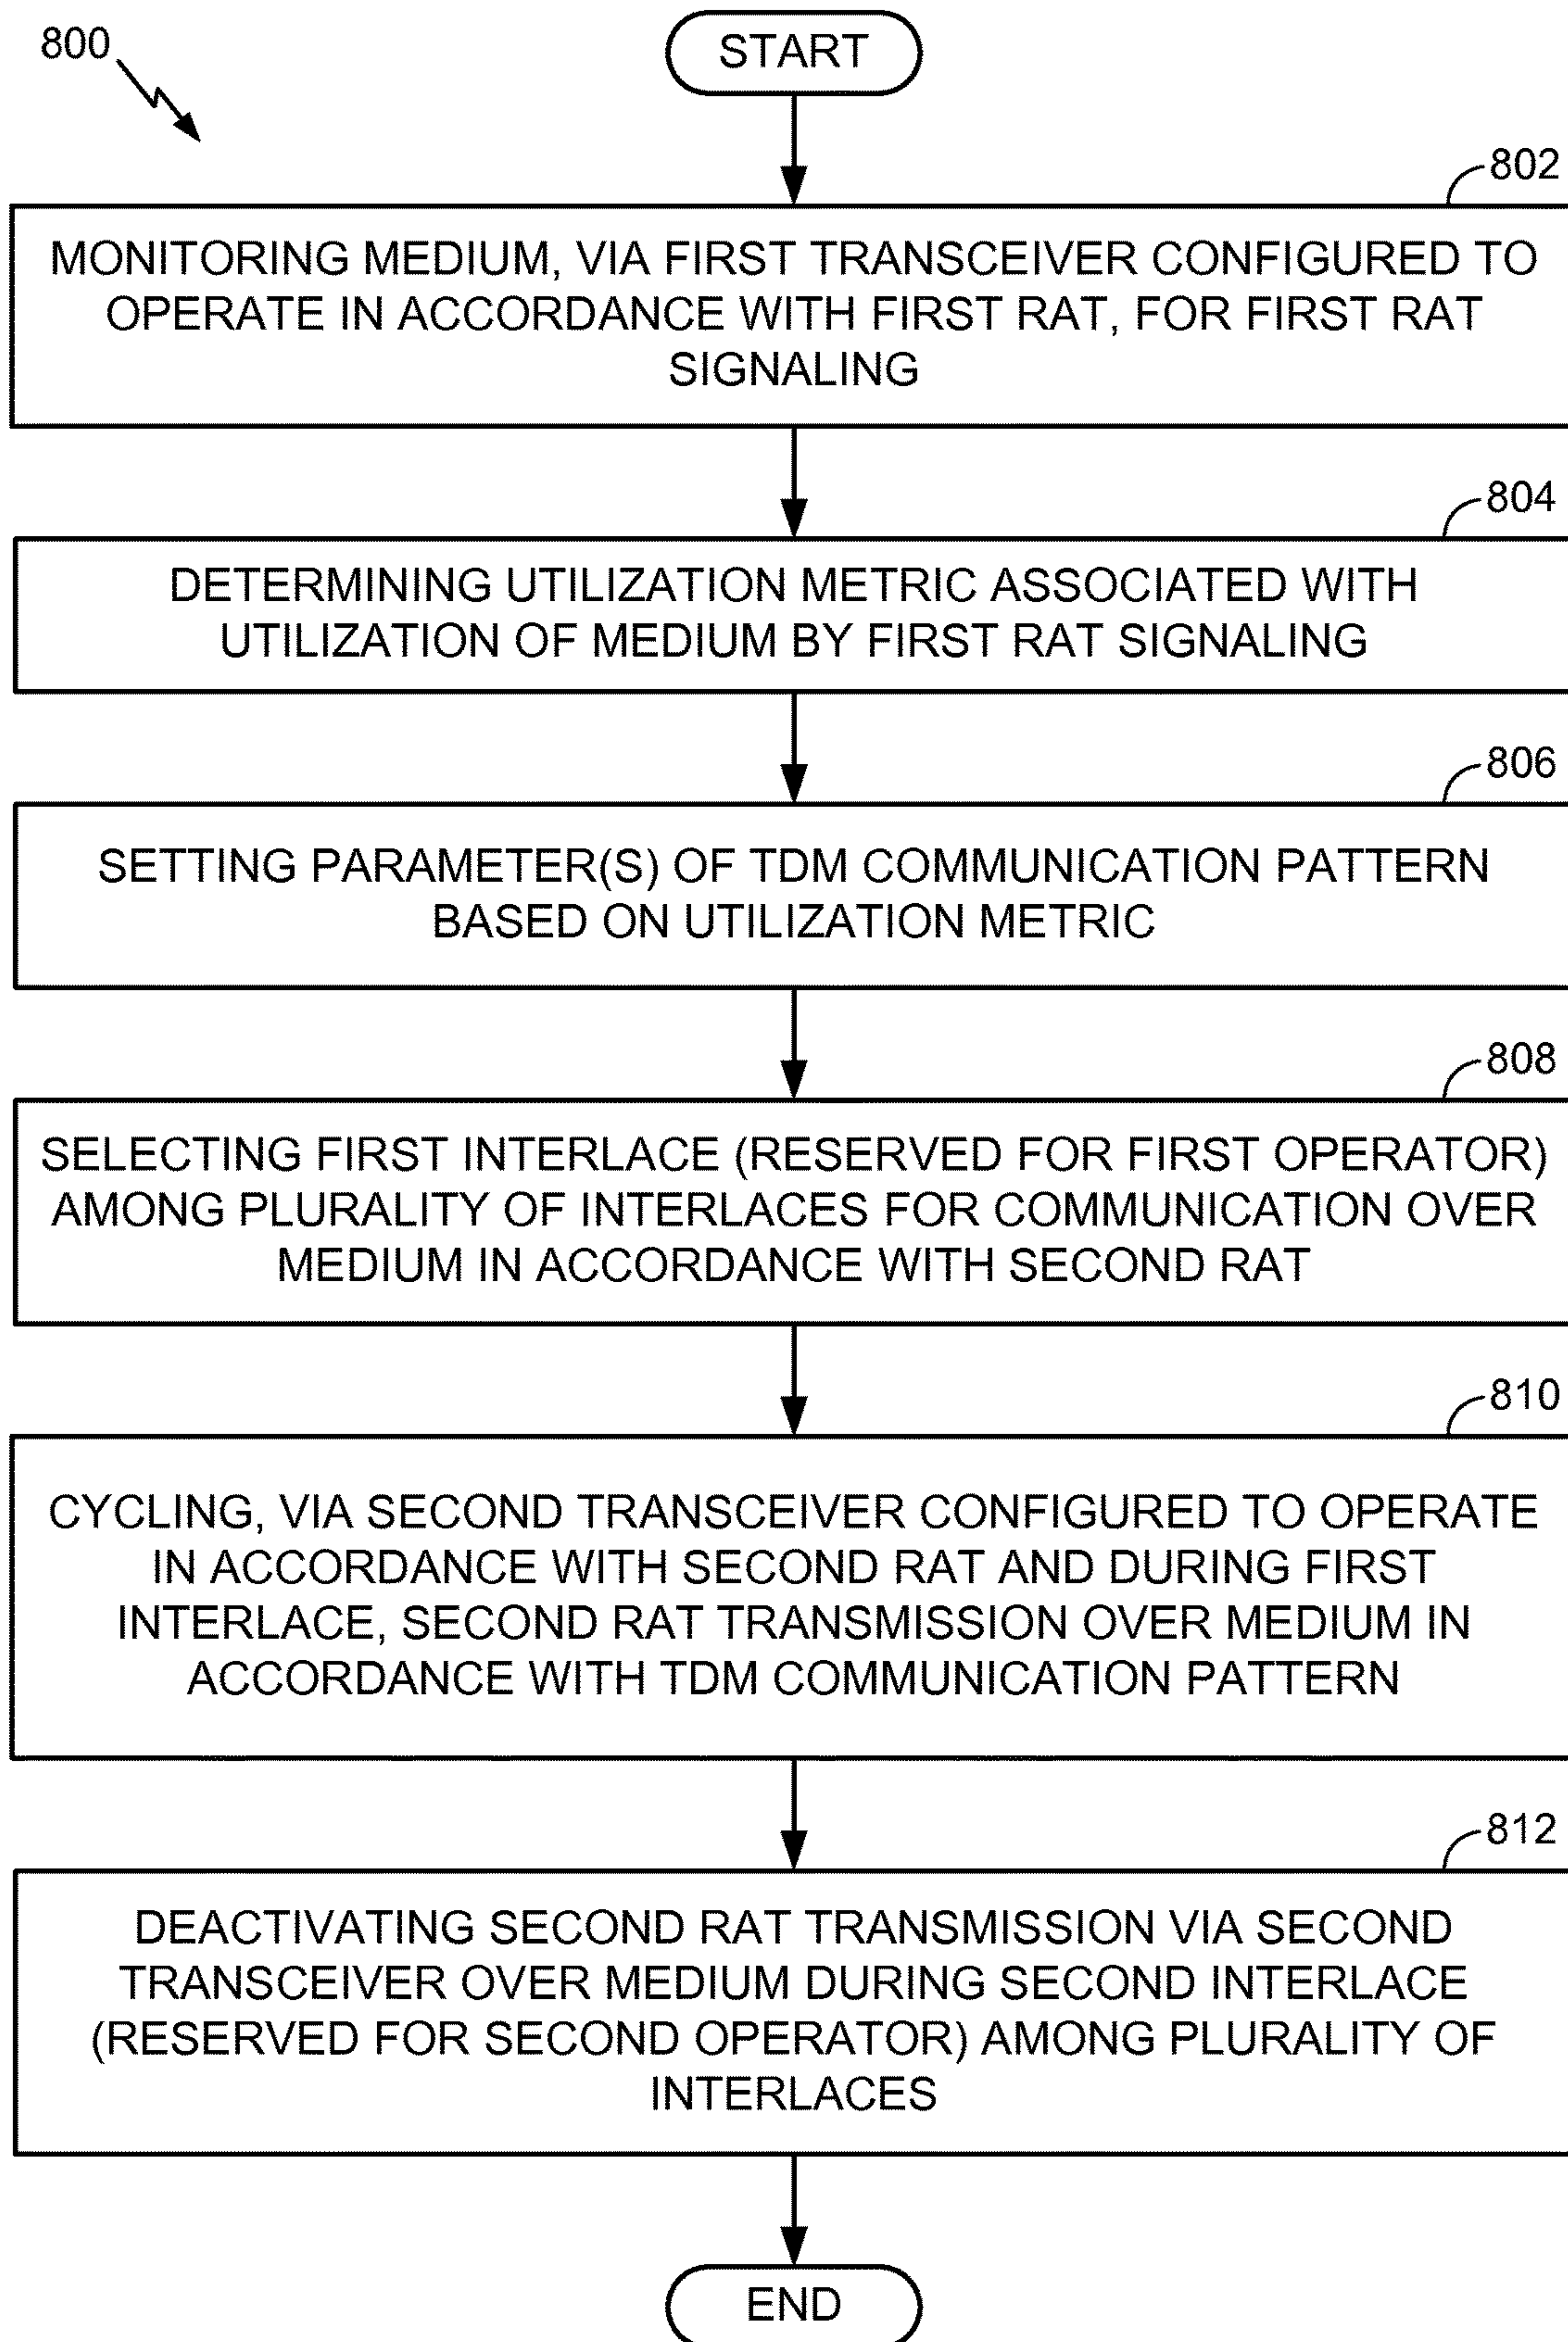 800
START
802
MONITORING MEDIUM, VIA FIRST TRANSCEIVER CONFIGURED TO
OPERATE IN ACCORDANCE WITH FIRST RAT, FOR FIRST RAT
SIGNALING
804
DETERMINING UTILIZATION METRIC ASSOCIATED WITH
UTILIZATION OF MEDIUM BY FIRST RAT SIGNALING
806
SETTING PARAMETER(S) OF TDM COMMUNICATION PATTERN
BASED ON UTILIZATION METRIC
808
SELECTING FIRST INTERLACE (RESERVED FOR FIRST OPERATOR)
AMONG PLURALITY OF INTERLACES FOR COMMUNICATION OVER
MEDIUM IN ACCORDANCE WITH SECOND RAT
810
CYCLING, VIA SECOND TRANSCEIVER CONFIGURED TO OPERATE
IN ACCORDANCE WITH SECOND RAT AND DURING FIRST
INTERLACE, SECOND RAT TRANSMISSION OVER MEDIUM IN
ACCORDANCE WITH TDM COMMUNICATION PATTERN
812
DEACTIVATING SECOND RAT TRANSMISSION VIA SECOND
TRANSCEIVER OVER MEDIUM DURING SECOND INTERLACE
(RESERVED FOR SECOND OPERATOR) AMONG PLURALITY OF
INTERLACES
END